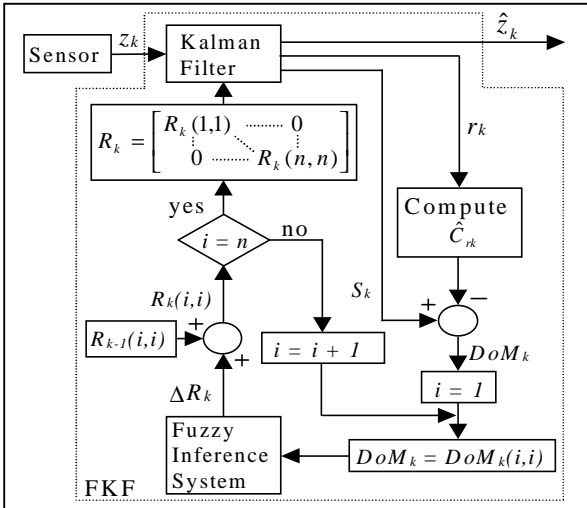 Sensor
z_k
Kalman
Filter
ẑ_k
R_k = [ R_k(1,1) ........ 0
0 ........ R_k(n,n) ]
r_k
yes
no
i = n
Compute
Ĉ_rk
R_k(i,i)
S_k
+
−
R_{k-1}(i,i)
+
+
i = i + 1
DoM_k
i = 1
ΔR_k
Fuzzy
Inference
System
DoM_k = DoM_k(i,i)
FKF